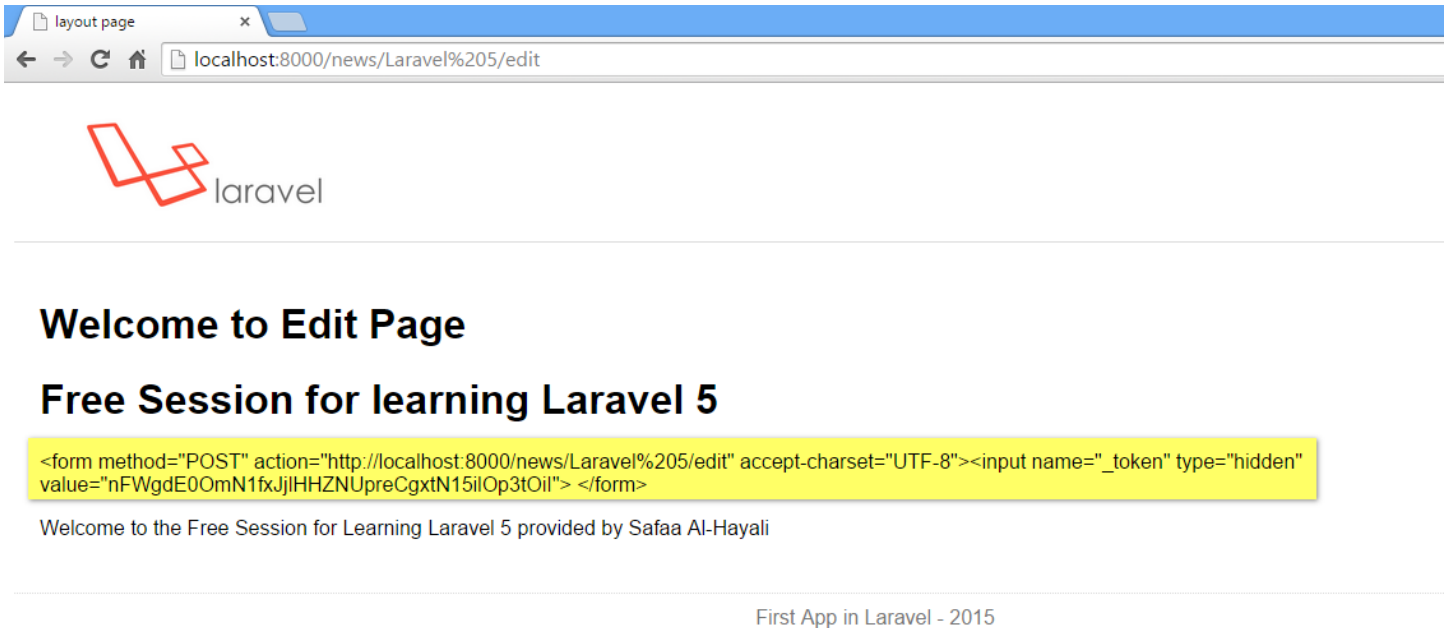 layout page
localhost:8000/news/Laravel%205/edit
laravel
Welcome to Edit Page
Free Session for learning Laravel 5
<form method="POST" action="http://localhost:8000/news/Laravel%205/edit" accept-charset="UTF-8"><input name="_token" type="hidden"
value="nFWgdE0OmN1fxJjlHHZNUpreCgxtN15ilOp3tOil"> </form>
Welcome to the Free Session for Learning Laravel 5 provided by Safaa Al-Hayali
First App in Laravel - 2015